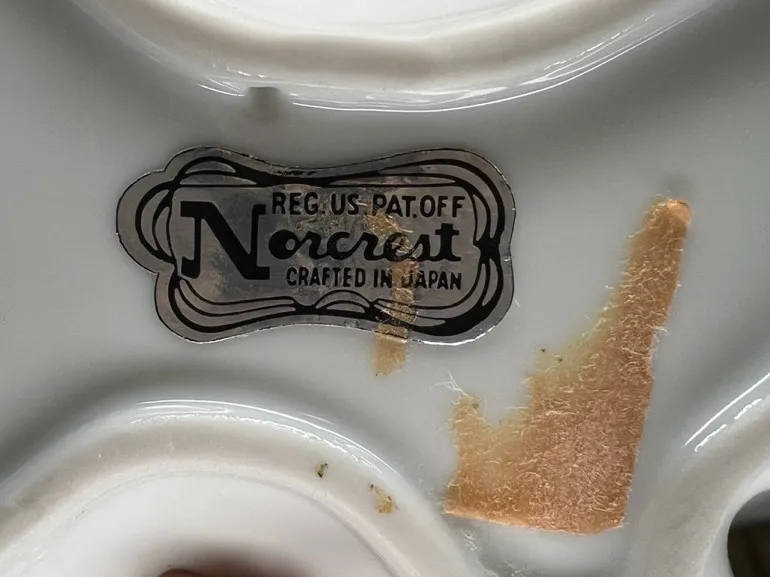 REG. US. PAT. OFF
Norcrest
CRAFTED IN JAPAN